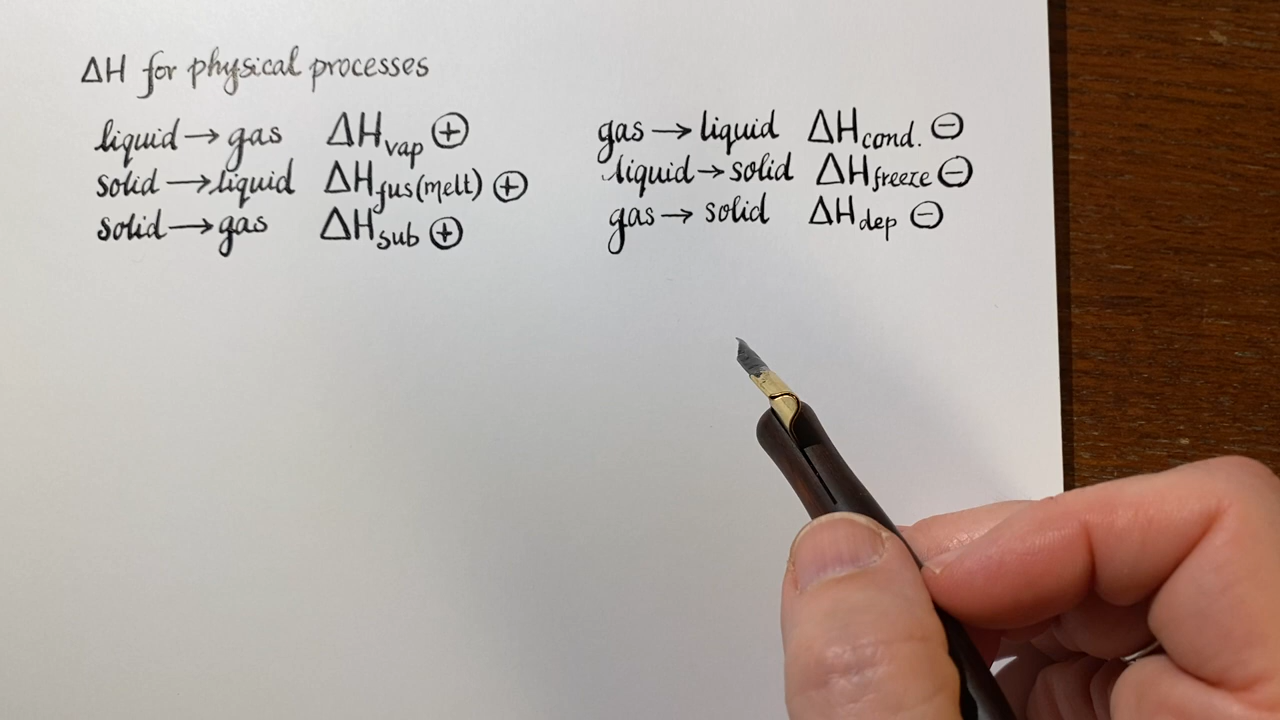 ΔH for physical processes
liquid → gas ΔHvap ⊕
solid → liquid ΔHfus(melt) ⊕
solid → gas ΔHsub ⊕
gas → liquid ΔHcond. ⊖
liquid → solid ΔHfreeze ⊖
gas → solid ΔHdep ⊖